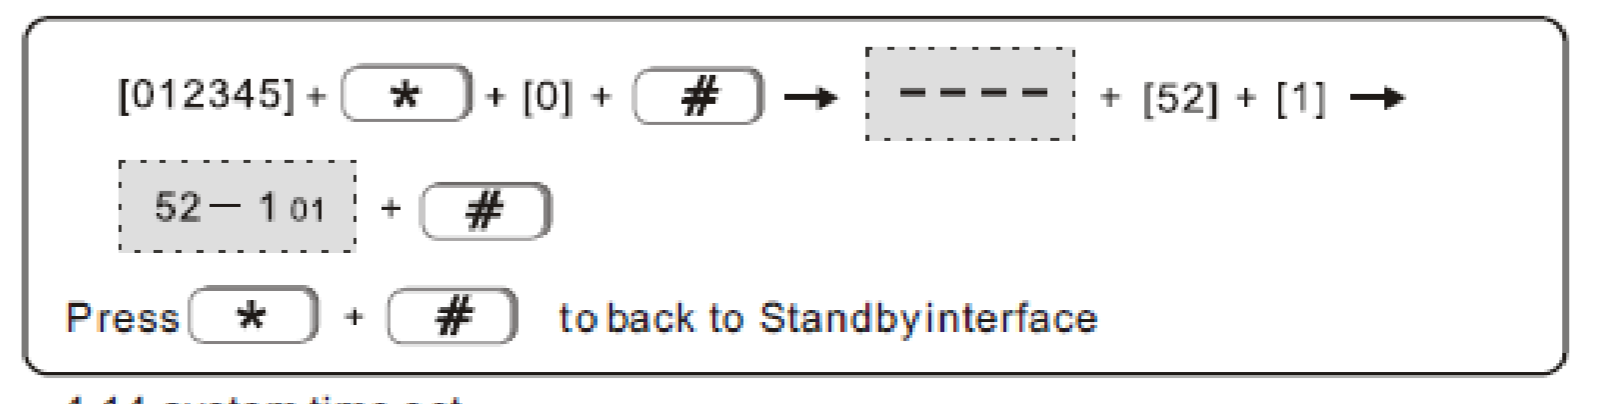 [012345] + * + [0] + # → ---- + [52] + [1] →
52— 1 01 + #
Press * + # to back to Standbyinterface